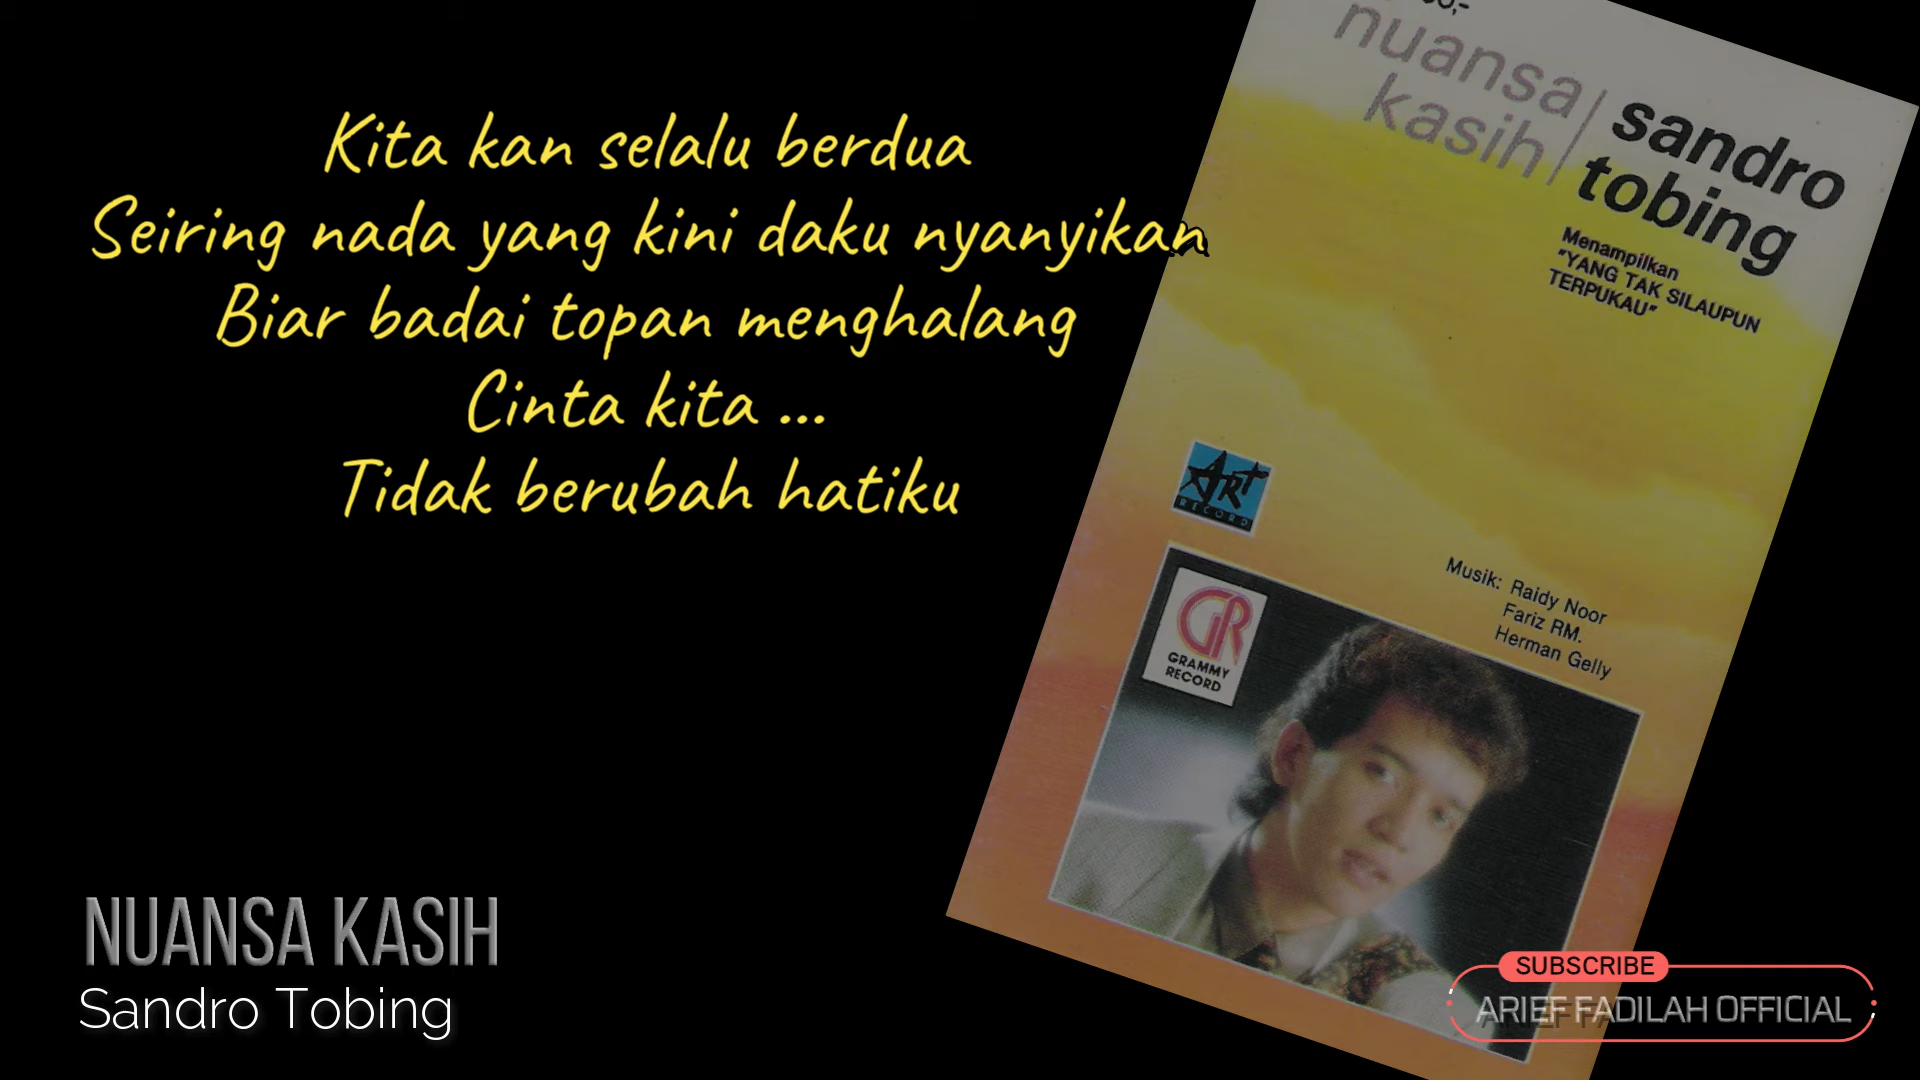 Kita kan selalu berdua
Seiring nada yang kini daku nyanyikan
Biar badai topan menghalang
Cinta kita ...
Tidak berubah hatiku
nuansa
kasih
sandro
tobing
Menampilkan
"YANG TAK SILAUPUN
TERPUKAU"
ART
RECORD
Musik: Raidy Noor
Fariz RM.
Herman Gelly
GR
GRAMMY
RECORD
NUANSA KASIH
Sandro Tobing
SUBSCRIBE
ARIEF FADILAH OFFICIAL